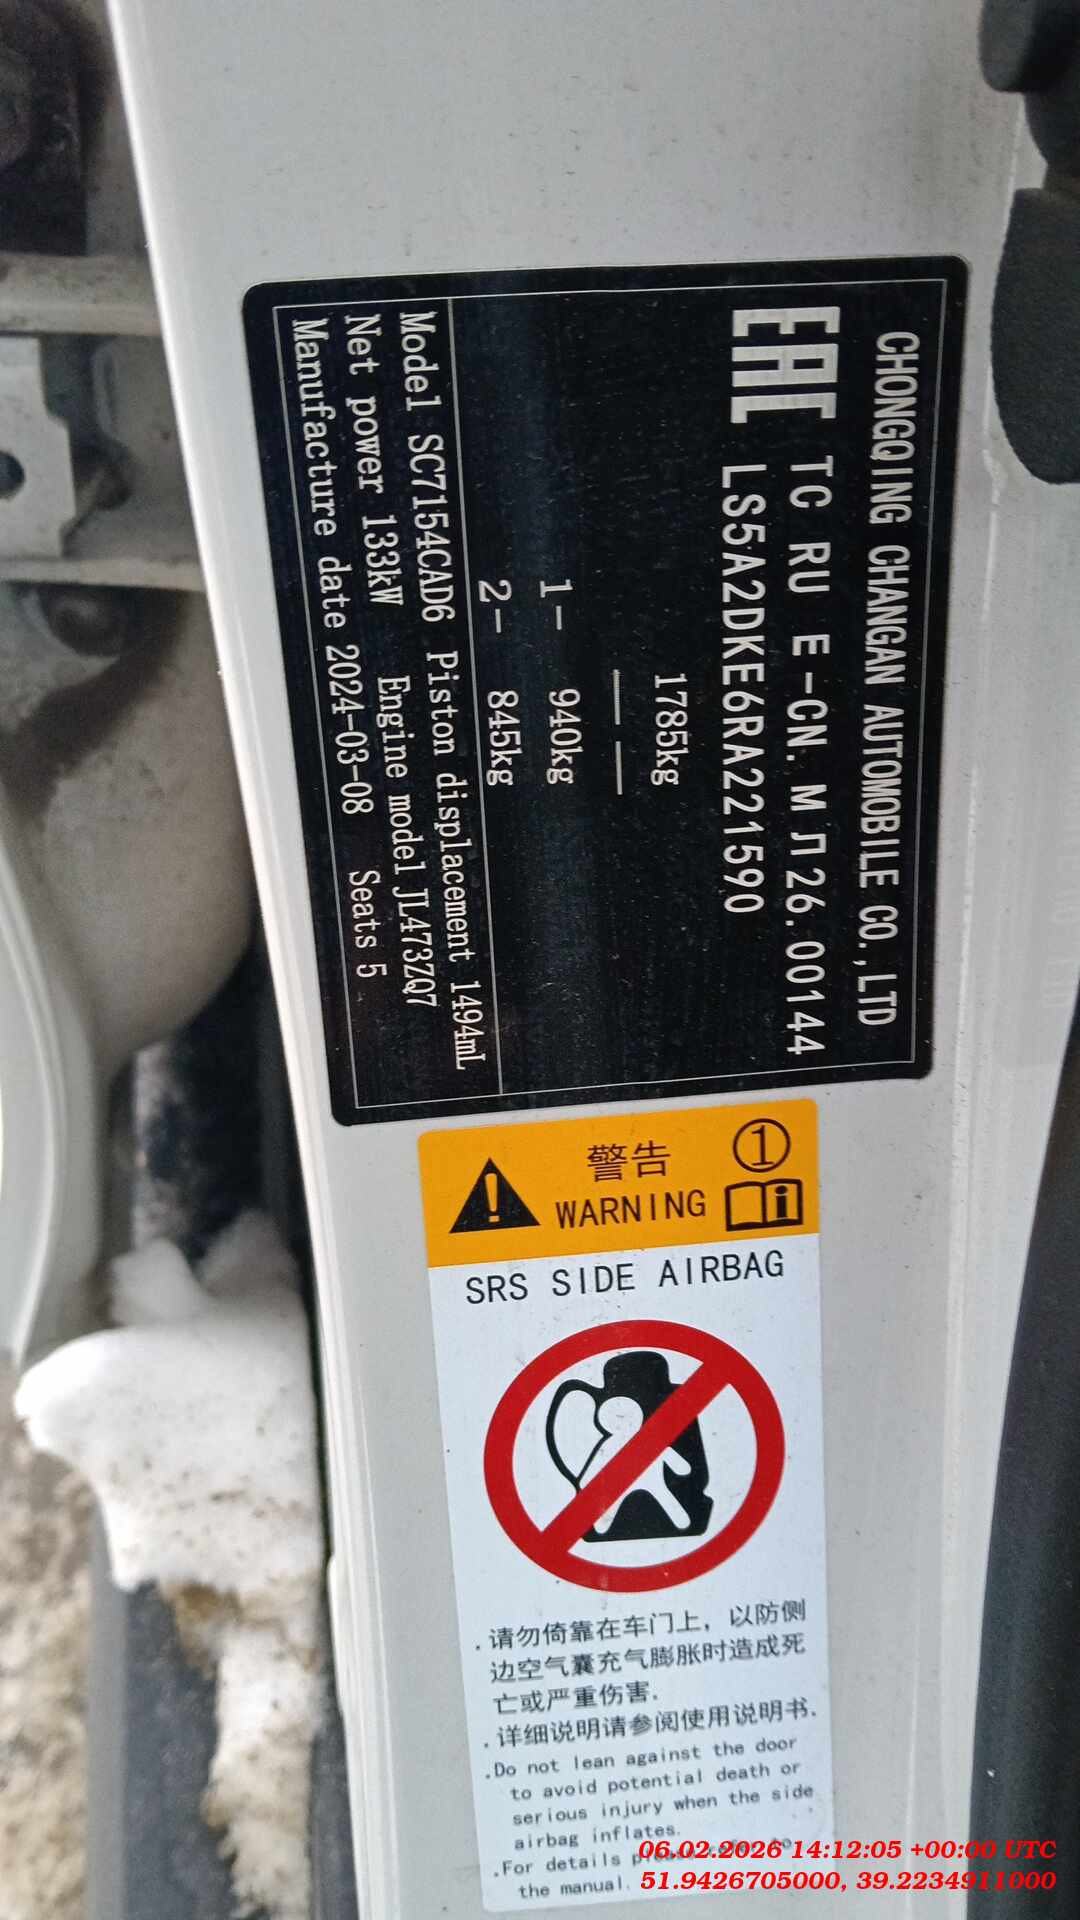 CHONGQING CHANGAN AUTOMOBILE CO.,LTD
EAC TC RU E-CN.МЛ26.00144
LS5A2DKE6RA221590
1785kg
——
1- 940kg
2- 845kg
Model SC7154CAD6 Piston displacement 1494mL
Net power 133kW Engine model JL473ZQ7
Manufacture date 2024-03-08 Seats 5
警告 ①
WARNING
SRS SIDE AIRBAG
.请勿倚靠在车门上，以防侧
边空气囊充气膨胀时造成死
亡或严重伤害.
.详细说明请参阅使用说明书.
.Do not lean against the door
to avoid potential death or
serious injury when the side
airbag inflates.
.For details please refer to
the manual.
06.02.2026 14:12:05 +00:00 UTC
51.9426705000, 39.2234911000